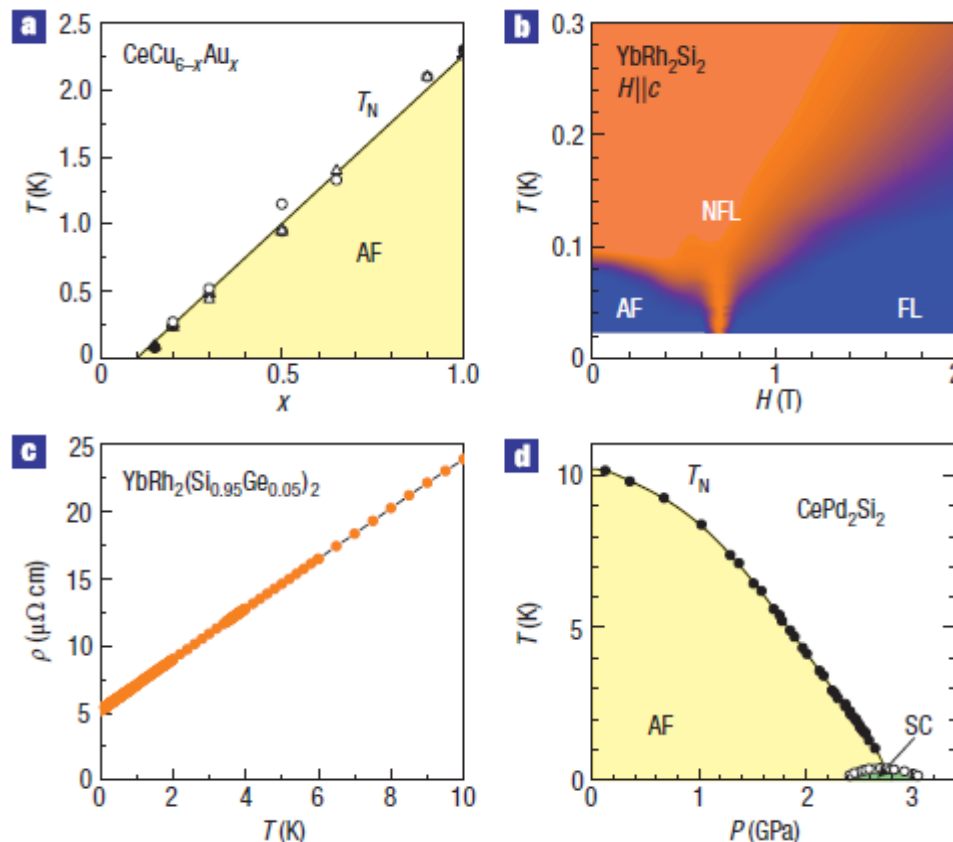 a
CeCu6–xAux
TN
AF
T (K)
2.5
2.0
1.5
1.0
0.5
0
0 0.5 1.0
x
b
YbRh2Si2
H||c
NFL
AF
FL
T (K)
0.3
0.2
0.1
0
0 1 2
H (T)
c
YbRh2(Si0.95Ge0.05)2
ρ (μΩ cm)
25
20
15
10
5
0
0 2 4 6 8 10
T (K)
d
TN
CePd2Si2
AF
SC
T (K)
10
5
0
0 1 2 3
P (GPa)